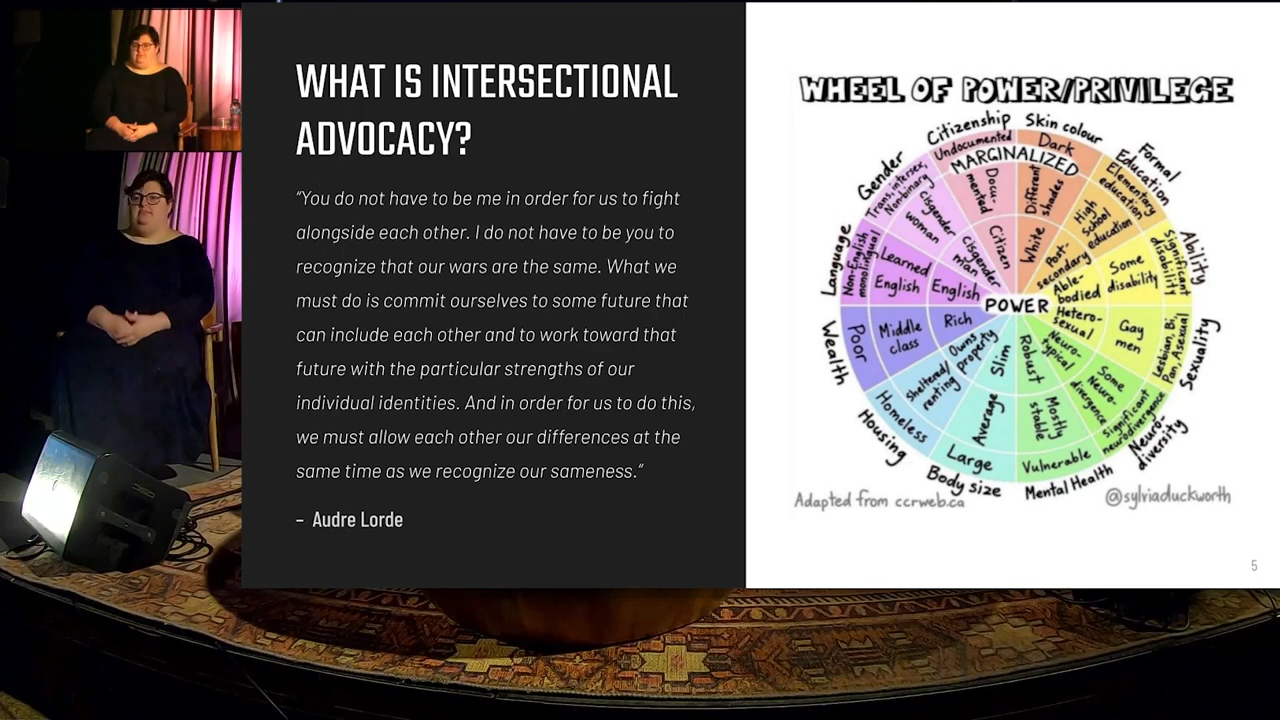 WHAT IS INTERSECTIONAL
ADVOCACY?
“You do not have to be me in order for us to fight
alongside each other. I do not have to be you to
recognize that our wars are the same. What we
must do is commit ourselves to some future that
can include each other and to work toward that
future with the particular strengths of our
individual identities. And in order for us to do this,
we must allow each other our differences at the
same time as we recognize our sameness.”
– Audre Lorde
WHEEL OF POWER/PRIVILEGE
Citizenship
Undocumented
Documented
Citizen
Skin colour
Dark
Different
shades
White
MARGINALIZED
Formal
Education
Elementary
education
High
school
education
Post-
secondary
Ability
Significant
disability
Some
disability
Able-
bodied
Sexuality
Lesbian, Bi,
Pan, Asexual
Gay
men
Hetero-
sexual
Neuro-
diversity
Significant
neurodivergence
Some
Neuro-
divergence
Neuro-
typical
Mental Health
Vulnerable
Mostly
stable
Robust
Body size
Large
Average
Slim
Housing
Homeless
Sheltered/
renting
Owns
property
Wealth
Poor
Middle
class
Rich
Language
Non-English
monolingual
Learned
English
English
Gender
Trans, intersex,
Nonbinary
Cisgender
woman
Cisgender
man
POWER
Adapted from ccrweb.ca
@sylviaduckworth
5